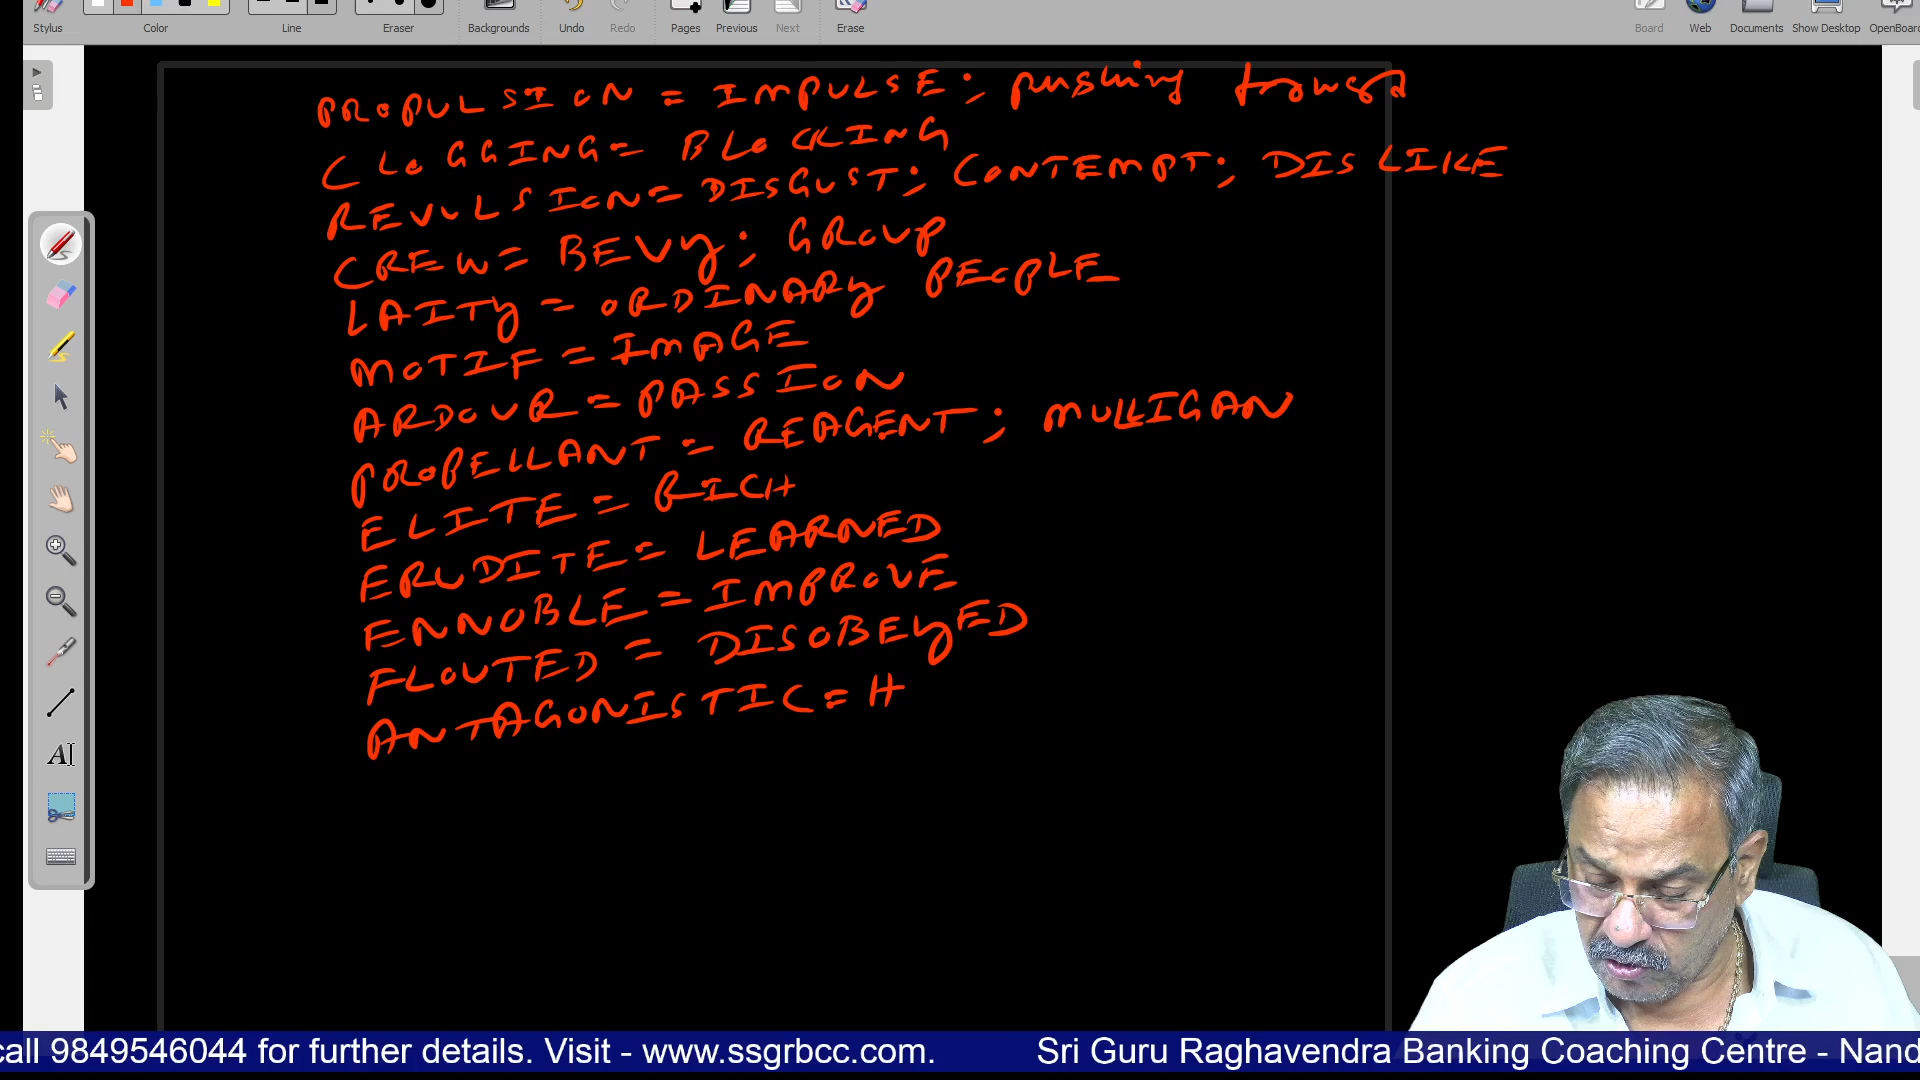 Stylus Color Line Eraser Backgrounds Undo Redo Pages Previous Next Erase Board Web Documents Show Desktop OpenBoard
PROPULSION = IMPULSE; pushing forward
CLOGGING = BLOCKING
REVULSION = DISGUST; CONTEMPT; DISLIKE
CREW = BEVY; GROUP
LAITY = ORDINARY PEOPLE
MOTIF = IMAGE
ARDOUR = PASSION
PROPELLANT = REAGENT; MULLIGAN
ELITE = RICH
ERUDITE = LEARNED
ENNOBLE = IMPROVE
FLOUTED = DISOBEYED
ANTAGONISTIC = H
call 9849546044 for further details. Visit - www.ssgrbcc.com. Sri Guru Raghavendra Banking Coaching Centre - Nand